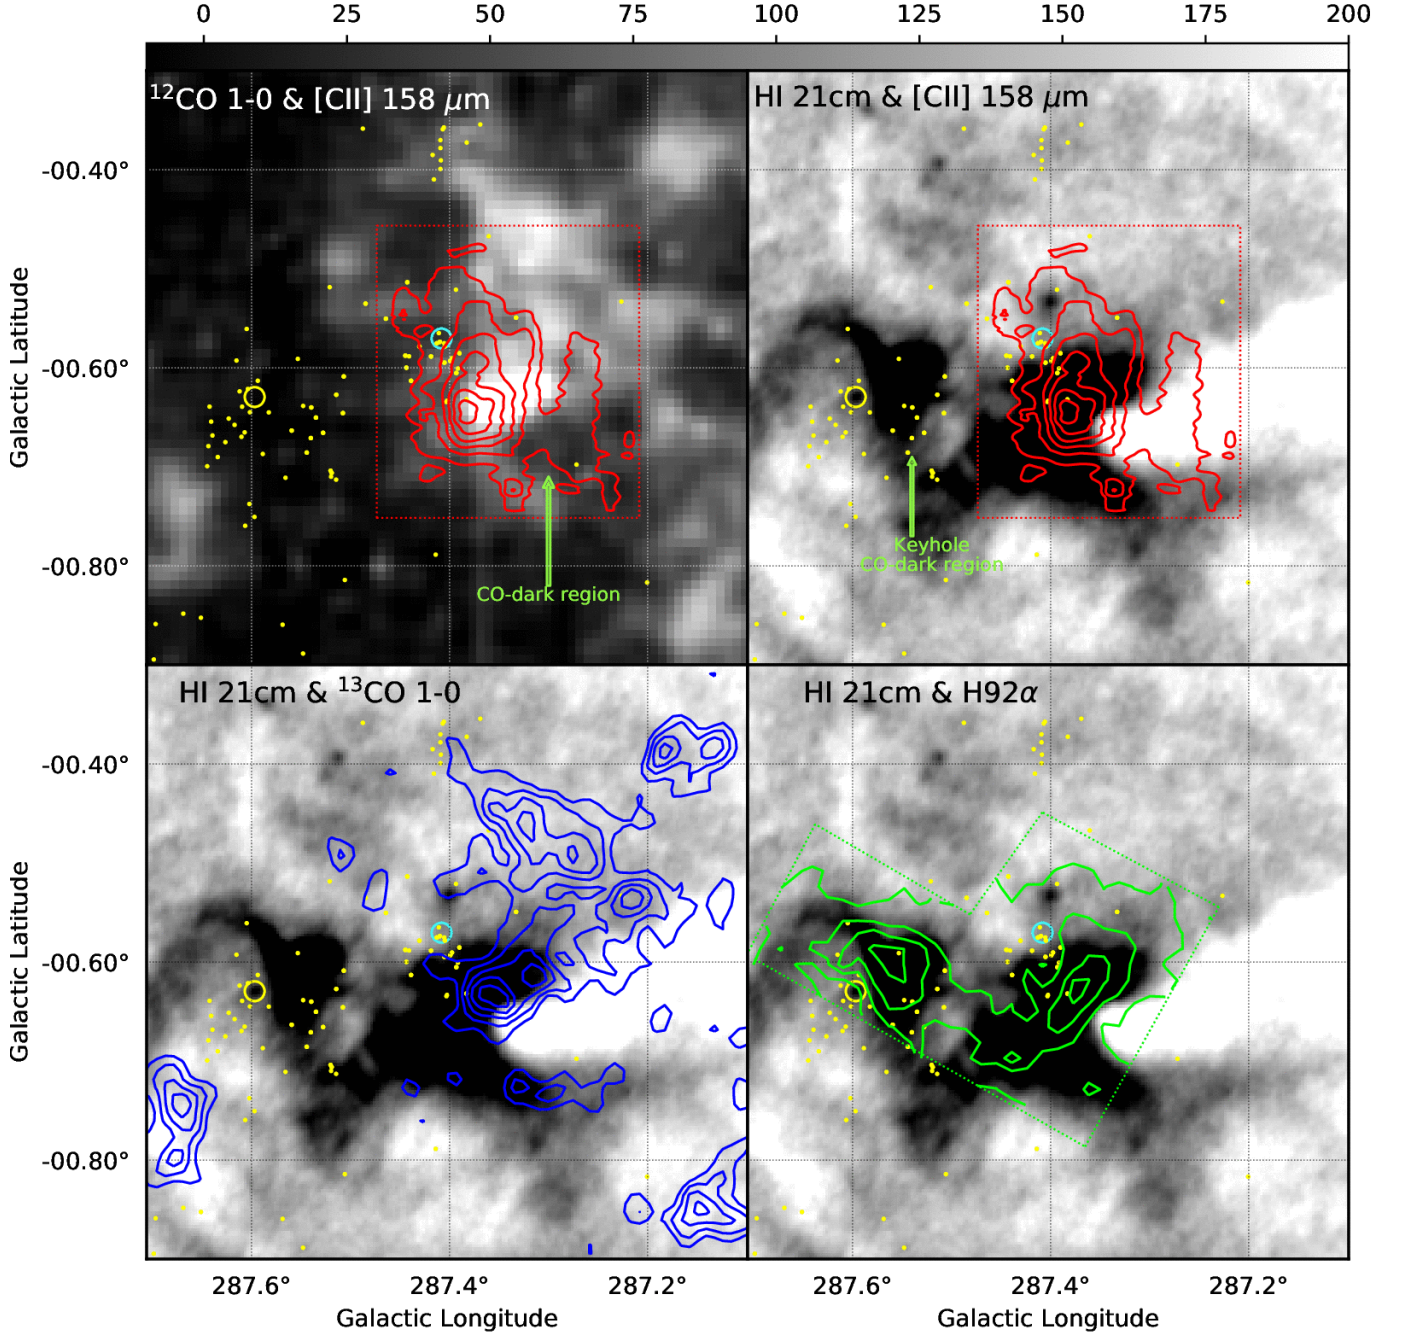 0 25 50 75 100 125 150 175 200
¹²CO 1-0 & [CII] 158 μm
HI 21cm & [CII] 158 μm
-00.40°
-00.60°
-00.80°
Galactic Latitude
CO-dark region
Keyhole
CO-dark region
HI 21cm & ¹³CO 1-0
HI 21cm & H92α
-00.40°
-00.60°
-00.80°
Galactic Latitude
287.6° 287.4° 287.2° 287.6° 287.4° 287.2°
Galactic Longitude Galactic Longitude